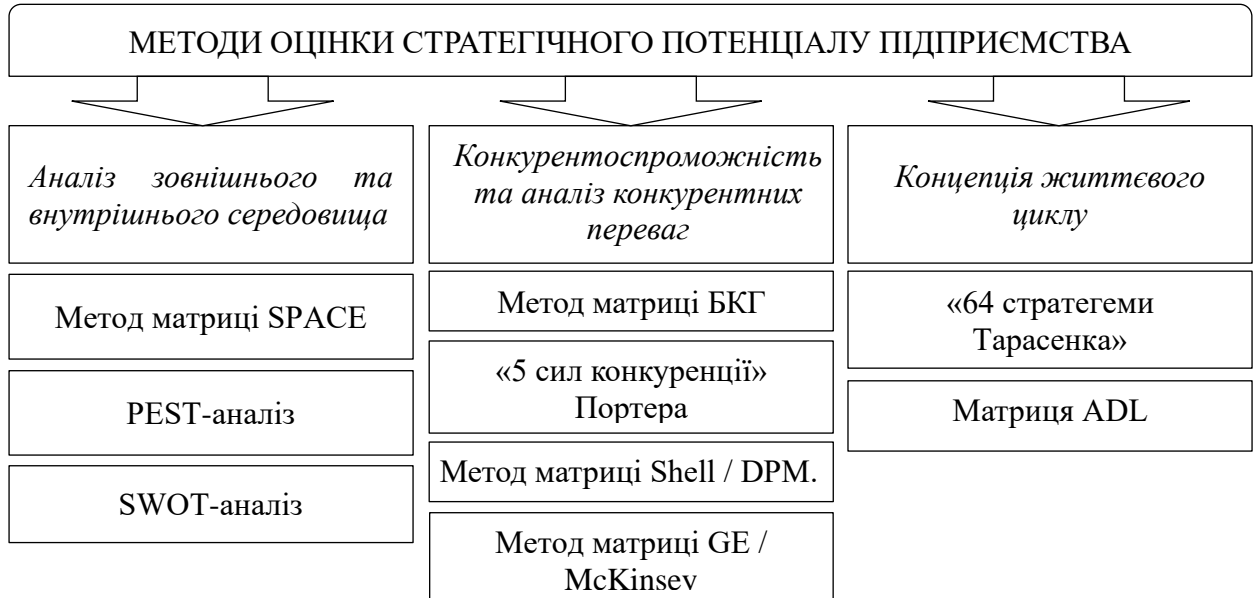 МЕТОДИ ОЦІНКИ СТРАТЕГІЧНОГО ПОТЕНЦІАЛУ ПІДПРИЄМСТВА
Аналіз зовнішнього та
внутрішнього середовища
Метод матриці SPACE
PEST-аналіз
SWOT-аналіз
Конкурентоспроможність
та аналіз конкурентних
переваг
Метод матриці БКГ
«5 сил конкуренції»
Портера
Метод матриці Shell / DPM.
Метод матриці GE /
McKinsey
Концепція життєвого
циклу
«64 стратегеми
Тарасенка»
Матриця ADL